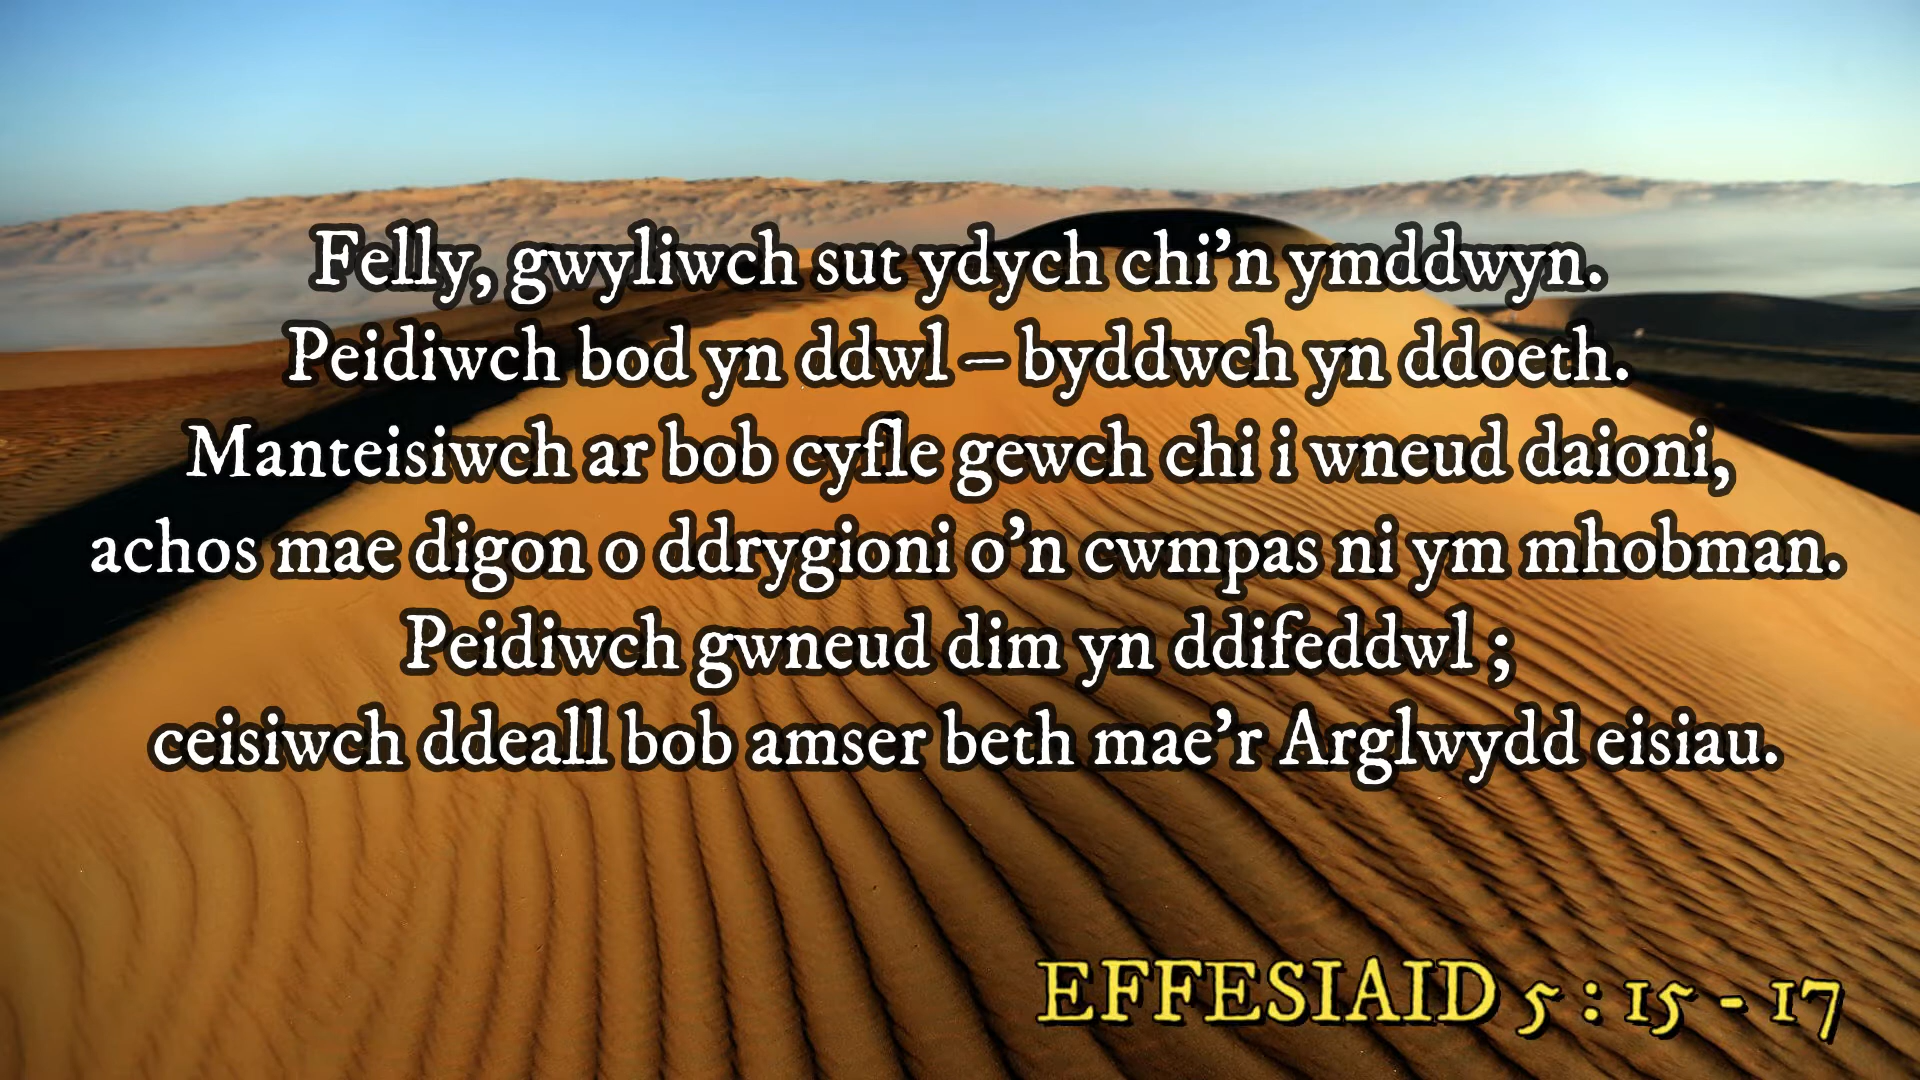 Felly, gwyliwch sut ydych chi’n ymddwyn.
Peidiwch bod yn ddwl – byddwch yn ddoeth.
Manteisiwch ar bob cyfle gewch chi i wneud daioni,
achos mae digon o ddrygioni o’n cwmpas ni ym mhobman.
Peidiwch gwneud dim yn ddifeddwl ;
ceisiwch ddeall bob amser beth mae’r Arglwydd eisiau.
EFFESIAID 5 : 15 - 17